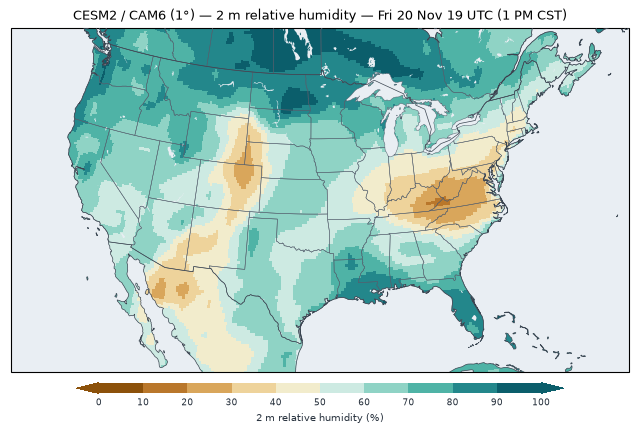 CESM2 / CAM6 (1°) — 2 m relative humidity — Fri 20 Nov 19 UTC (1 PM CST)
0 10 20 30 40 50 60 70 80 90 100
2 m relative humidity (%)